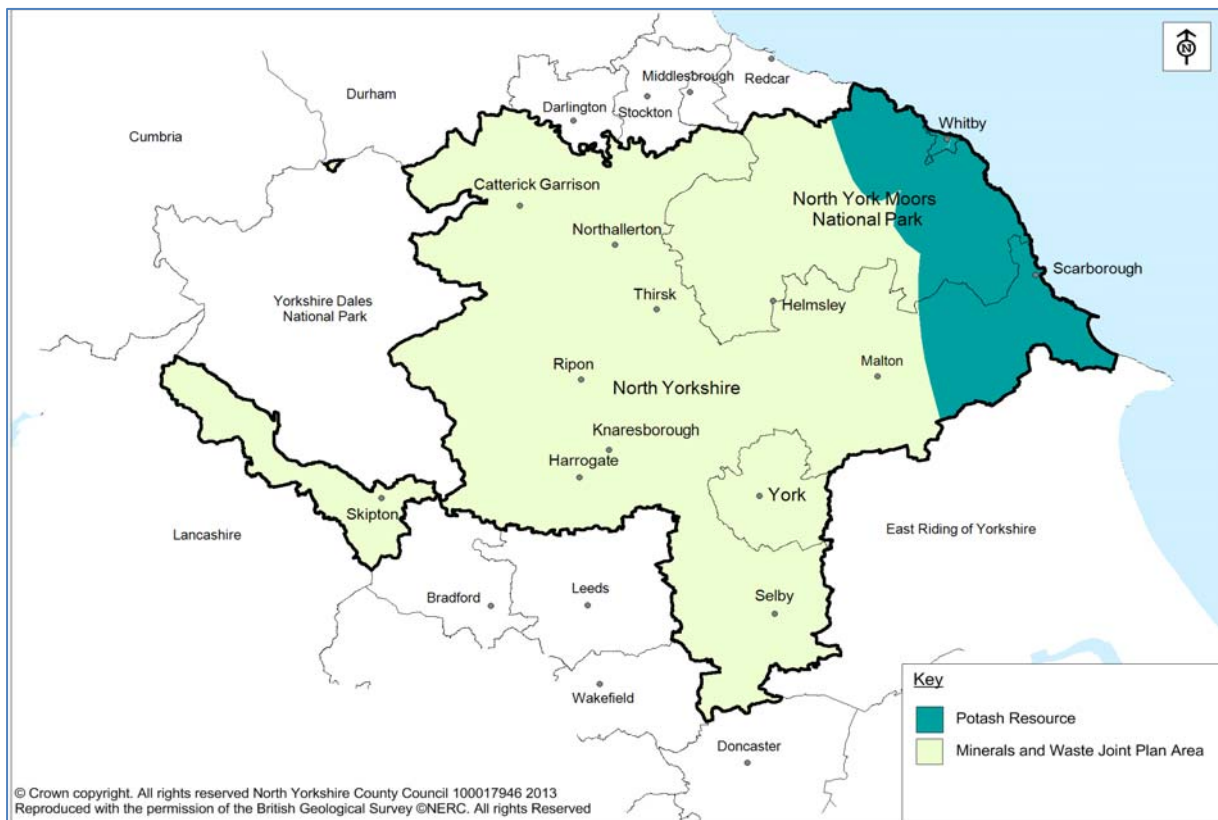 N
Middlesbrough
Redcar
Durham
Darlington
Stockton
Cumbria
Whitby
Catterick Garrison
North York Moors
National Park
Northallerton
Scarborough
Yorkshire Dales
National Park
Thirsk
Helmsley
Ripon
North Yorkshire
Malton
Knaresborough
Harrogate
York
Skipton
Lancashire
East Riding of Yorkshire
Bradford
Leeds
Selby
Wakefield
Doncaster
Key
Potash Resource
Minerals and Waste Joint Plan Area
© Crown copyright. All rights reserved North Yorkshire County Council 100017946 2013
Reproduced with the permission of the British Geological Survey ©NERC. All rights Reserved